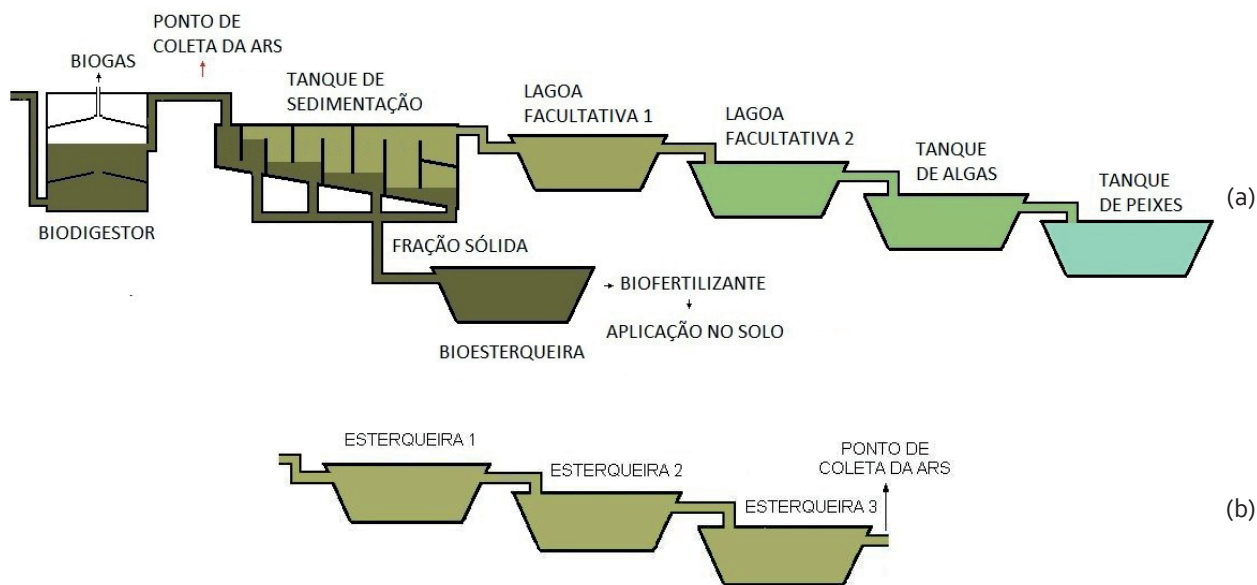 PONTO DE
COLETA DA ARS
BIOGAS
TANQUE DE
SEDIMENTAÇÃO
LAGOA
FACULTATIVA 1
LAGOA
FACULTATIVA 2
TANQUE
DE ALGAS
TANQUE
DE PEIXES
(a)
BIODIGESTOR
FRAÇÃO SÓLIDA
BIOFERTILIZANTE
APLICAÇÃO NO SOLO
BIOESTERQUEIRA
ESTERQUEIRA 1
ESTERQUEIRA 2
ESTERQUEIRA 3
PONTO DE
COLETA DA ARS
(b)